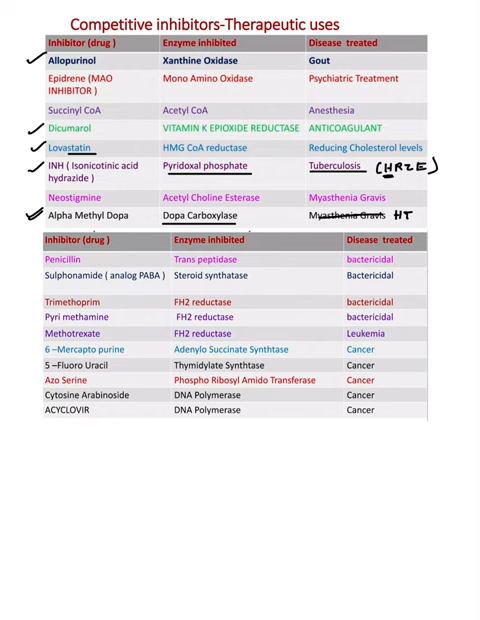 Competitive inhibitors-Therapeutic uses
Inhibitor (drug ) Enzyme inhibited Disease treated
Allopurinol Xanthine Oxidase Gout
Epidrene (MAO Mono Amino Oxidase Psychiatric Treatment
INHIBITOR )
Succinyl CoA Acetyl CoA Anesthesia
Dicumarol VITAMIN K EPIOXIDE REDUCTASE ANTICOAGULANT
Lovastatin HMG CoA reductase Reducing Cholesterol levels
INH ( Isonicotinic acid Pyridoxal phosphate Tuberculosis (HRZE)
hydrazide )
Neostigmine Acetyl Choline Esterase Myasthenia Gravis
Alpha Methyl Dopa Dopa Carboxylase Myasthenia Gravis HT
Inhibitor (drug ) Enzyme inhibited Disease treated
Penicillin Trans peptidase bactericidal
Sulphonamide ( analog PABA ) Steroid synthatase Bactericidal
Trimethoprim FH2 reductase bactericidal
Pyri methamine FH2 reductase bactericidal
Methotrexate FH2 reductase Leukemia
6 –Mercapto purine Adenylo Succinate Synthtase Cancer
5 –Fluoro Uracil Thymidylate Synthtase Cancer
Azo Serine Phospho Ribosyl Amido Transferase Cancer
Cytosine Arabinoside DNA Polymerase Cancer
ACYCLOVIR DNA Polymerase Cancer